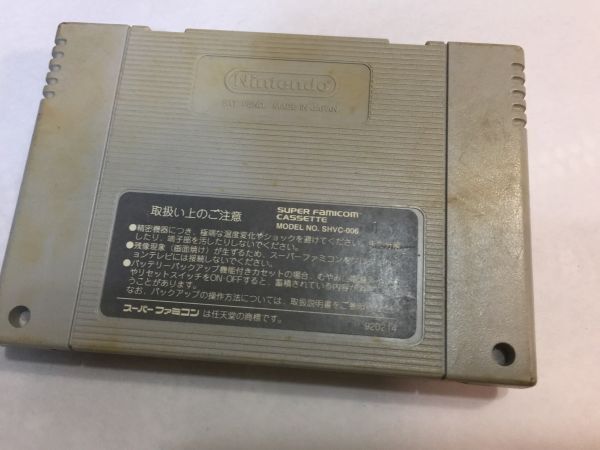 Nintendo
PAT. PEND. MADE IN JAPAN
取扱い上のご注意
SUPER FAMICOM
CASSETTE
MODEL NO. SHVC-006
●精密機器につき、極端な温度変化やショックを避けてください。
したり、端子部を汚したりしないでください。
●残像現象(画面焼け)が生ずるため、スーパーファミコンを
ョンテレビには接続しないでください。
●バッテリーバックアップ機能付きカセットの場合、むやみに
やりセットスイッチをON・OFFすると、蓄積されている内容が
うことがあります。
なお、バックアップの操作方法については、取扱説明書をご
スーパーファミコン は任天堂の商標です。
920214